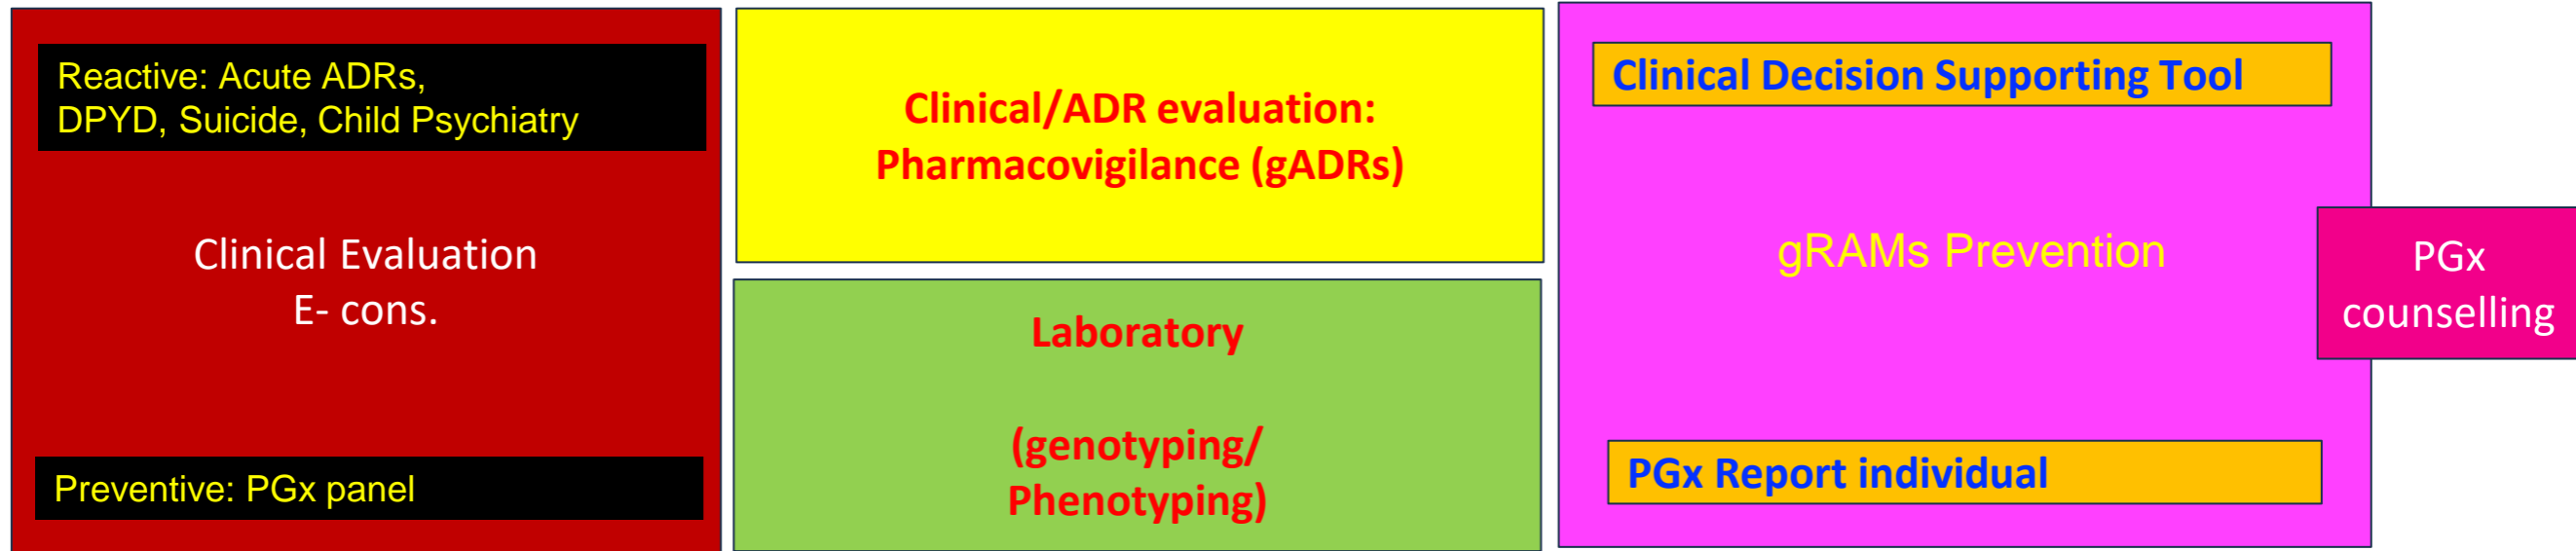 Reactive: Acute ADRs,
DPYD, Suicide, Child Psychiatry
Clinical Evaluation
E- cons.
Preventive: PGx panel
Clinical/ADR evaluation:
Pharmacovigilance (gADRs)
Laboratory
(genotyping/
Phenotyping)
Clinical Decision Supporting Tool
gRAMs Prevention
PGx Report individual
PGx
counselling